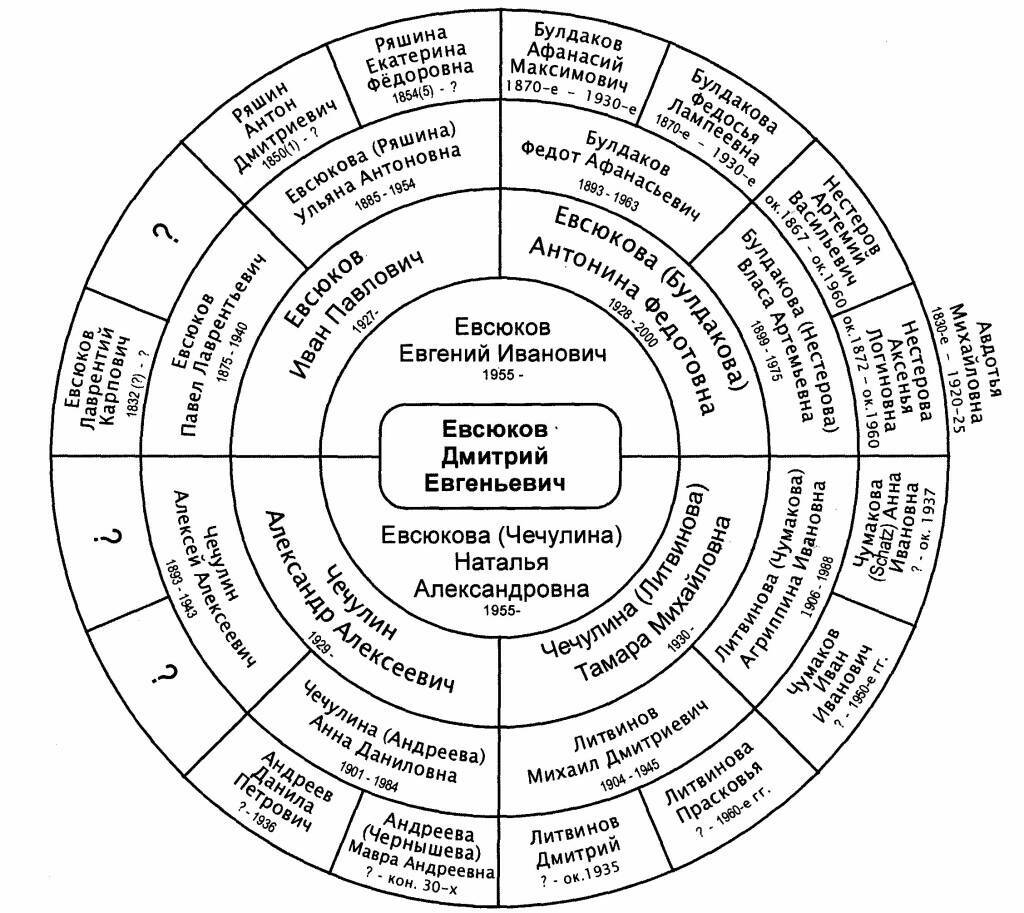 Ряшина
Екатерина
Фёдоровна
1854(5) - ?
Булдаков
Афанасий
Максимович
1870-е - 1930-е
Ряшин
Антон
Дмитриевич
1850(1) - ?
Булдакова
Федосья
Лампеевна
1870-е - 1930-е
Евсюкова (Ряшина)
Ульяна Антоновна
1885 - 1954
Булдаков
Федот Афанасьевич
1893 - 1963
?
Нестеров
Артемий
Васильевич
ок.1867 - ок.1960
Евсюков
Павел Лаврентьевич
1875 - 1940
Евсюков
Иван Павлович
1927-
Евсюкова (Булдакова)
Антонина Федотовна
1928 - 2000
Булдакова (Нестерова)
Власа Артемьевна
1899 - 1975
Евсюков
Лаврентий
Карпович
1832 (?) - ?
Евсюков
Евгений Иванович
1955 -
Нестерова
Аксенья
Логиновна
ок.1872 - ок.1960
Авдотья
Михайловна
1830-е - 1920-25
Евсюков
Дмитрий
Евгеньевич
Евсюкова (Чечулина)
Наталья
Александровна
1955-
?
Чечулин
Алексей Алексеевич
1893 - 1943
Чечулин
Александр Алексеевич
1929 -
Чечулина (Литвинова)
Тамара Михайловна
1930 -
Литвинова (Чумакова)
Агриппина Ивановна
1906 - 1988
Чумакова
(Schatz) Анна
Ивановна
? - ок. 1937
?
Чумаков
Иван
Иванович
? - 1950-е гг.
Чечулина (Андреева)
Анна Даниловна
1901 - 1984
Литвинов
Михаил Дмитриевич
1904 - 1945
Андреев
Данила
Петрович
? - 1936
Литвинова
Прасковья
? - 1960-е гг.
Андреева
(Чернышева)
Мавра Андреевна
? - кон. 30-х
Литвинов
Дмитрий
? - ок.1935